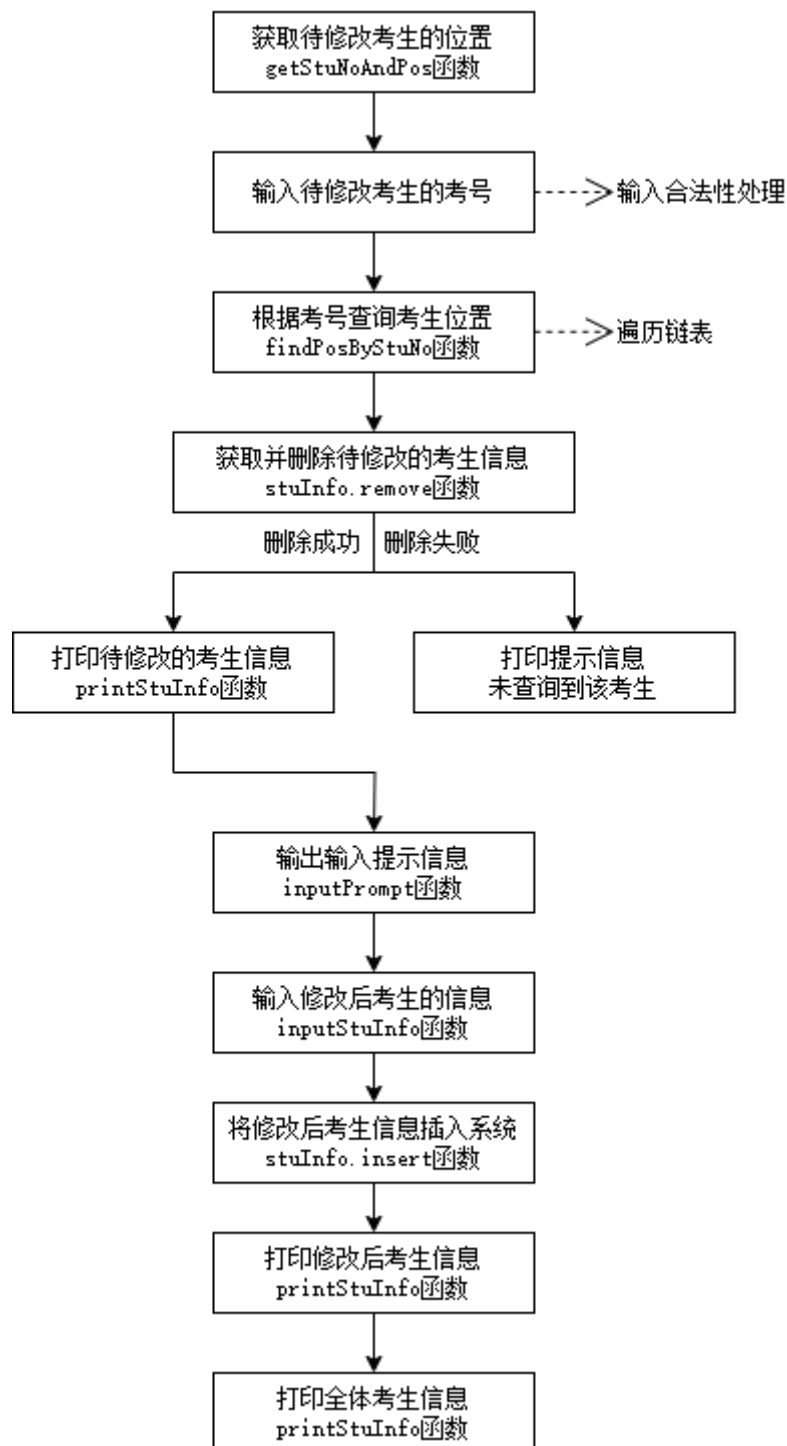 获取待修改考生的位置
getStuNoAndPos函数
输入待修改考生的考号
输入合法性处理
根据考号查询考生位置
findPosByStuNo函数
遍历链表
获取并删除待修改的考生信息
stuInfo.remove函数
删除成功
删除失败
打印待修改的考生信息
printStuInfo函数
打印提示信息
未查询到该考生
输出输入提示信息
inputPrompt函数
输入修改后考生的信息
inputStuInfo函数
将修改后考生信息插入系统
stuInfo.insert函数
打印修改后考生信息
printStuInfo函数
打印全体考生信息
printStuInfo函数